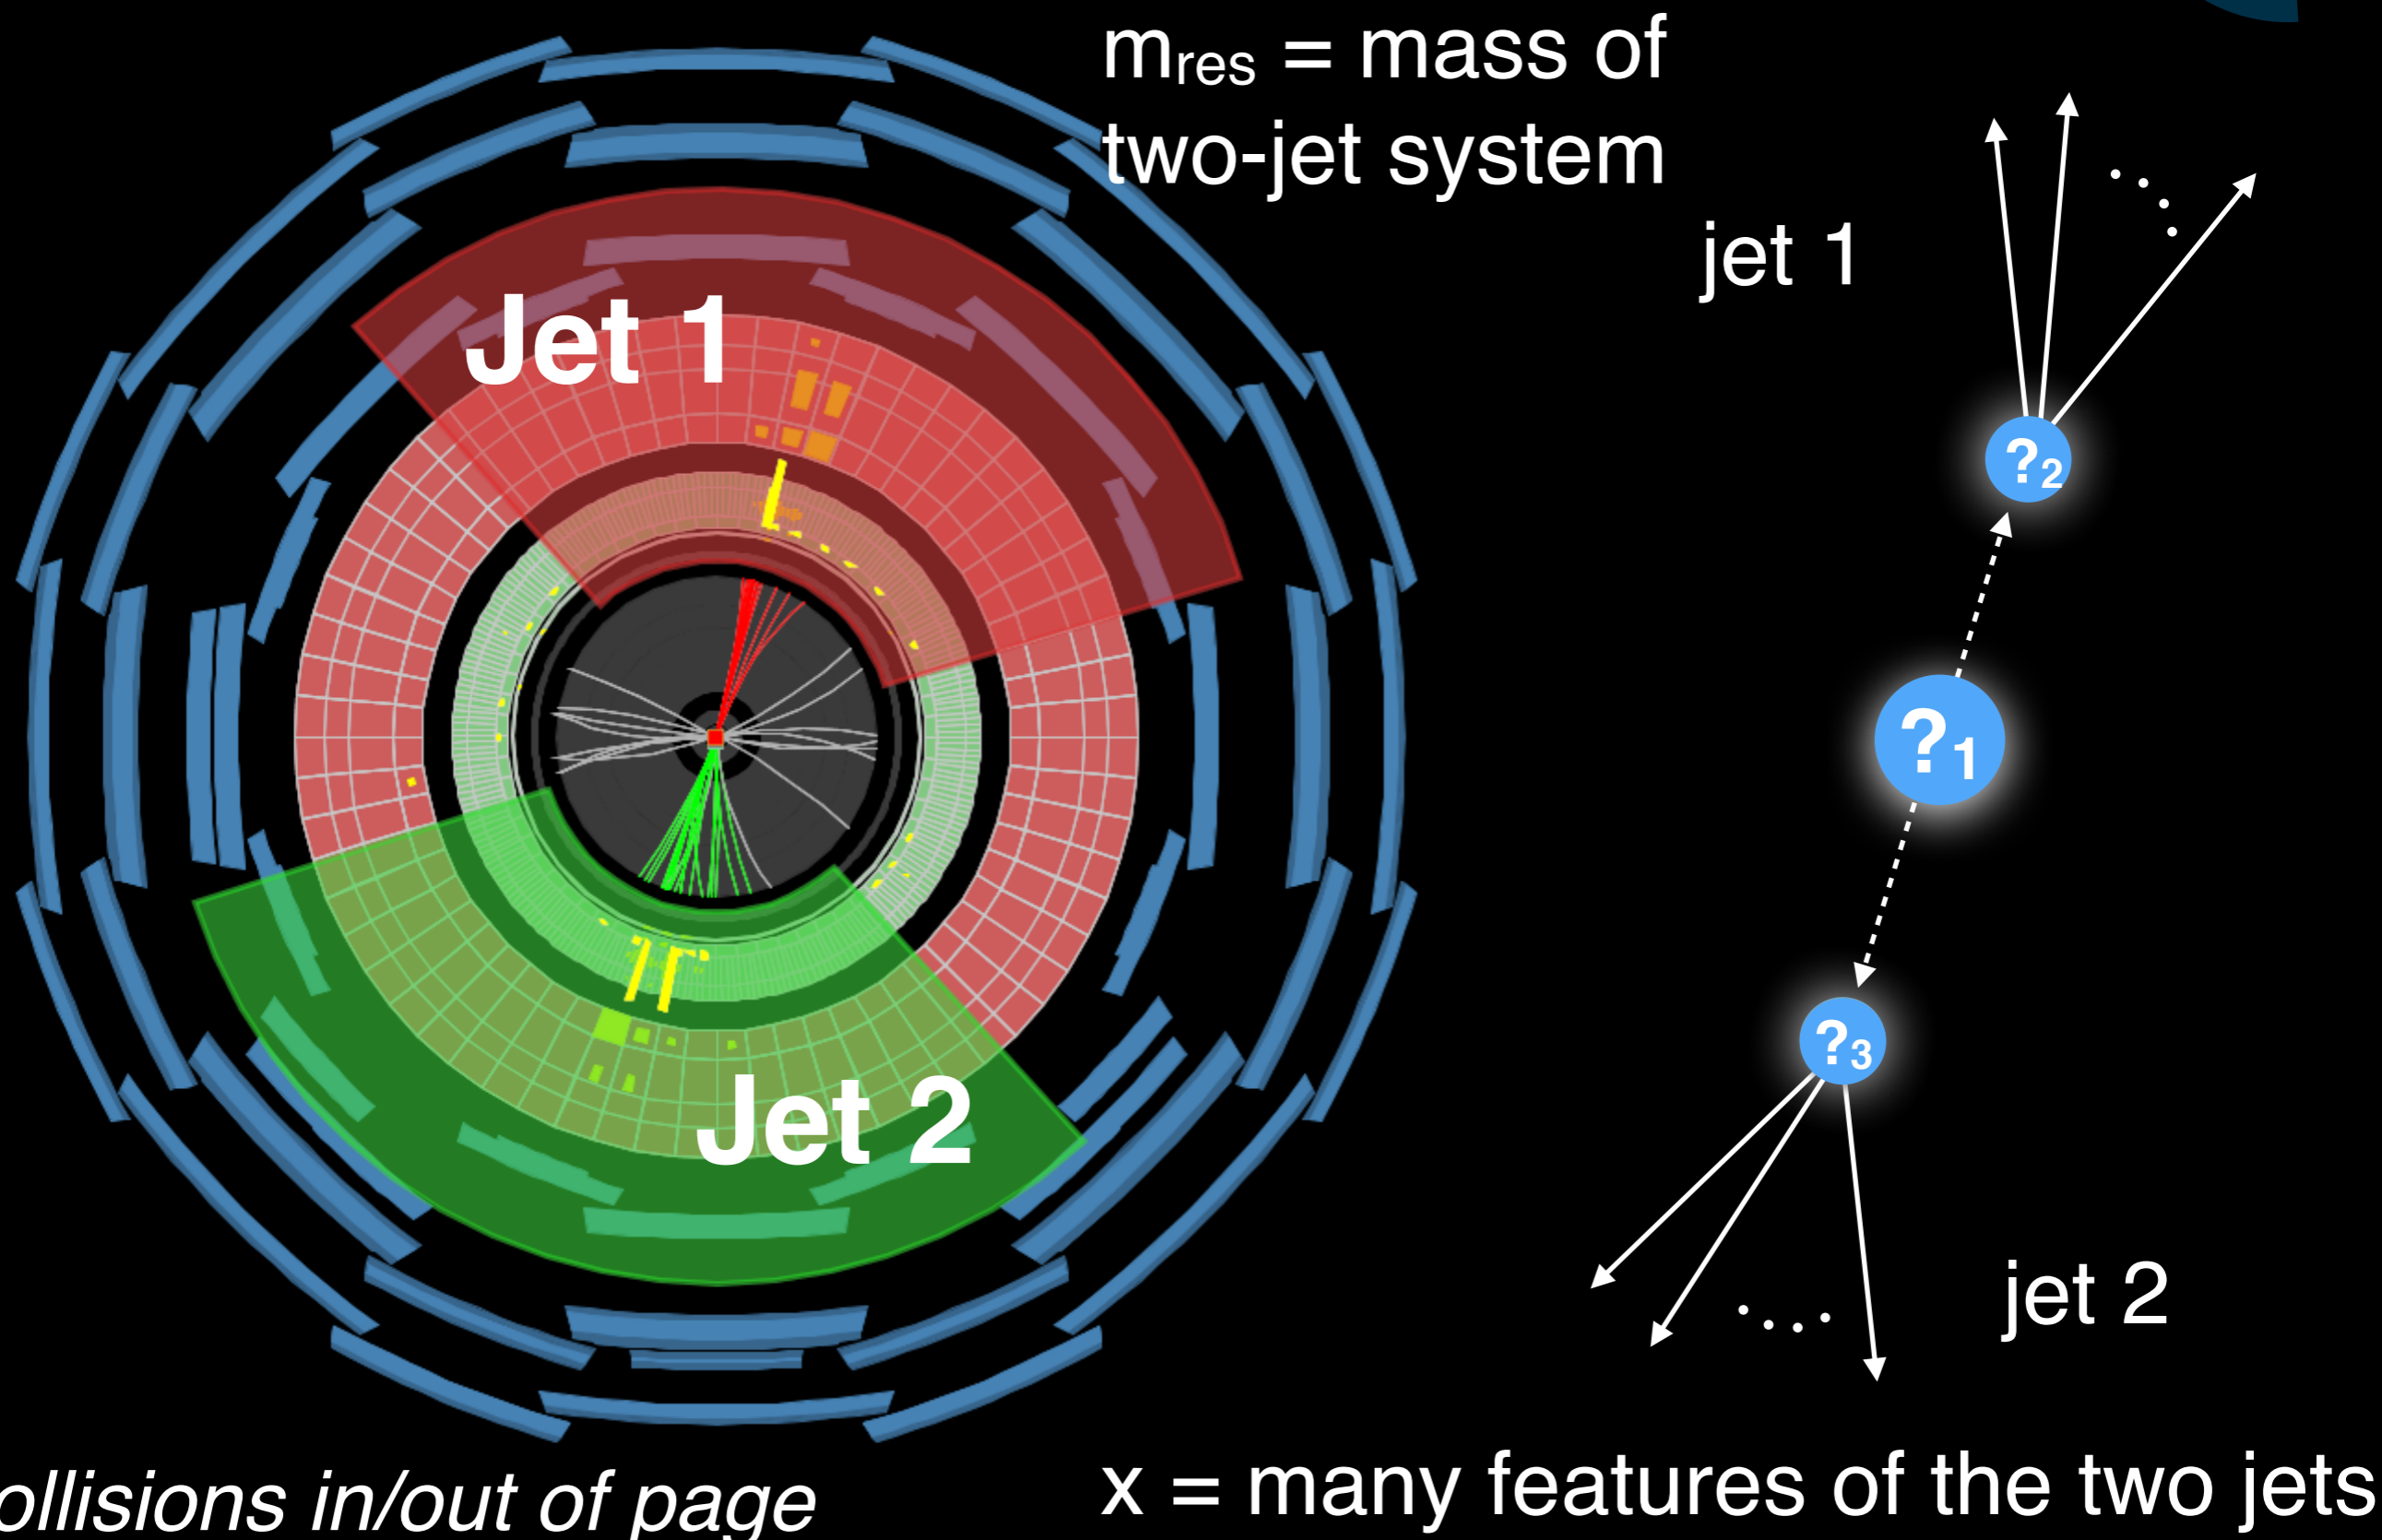 m_res = mass of
two-jet system
jet 1
Jet 1
?2
?1
?3
Jet 2
jet 2
ollisions in/out of page
x = many features of the two jets